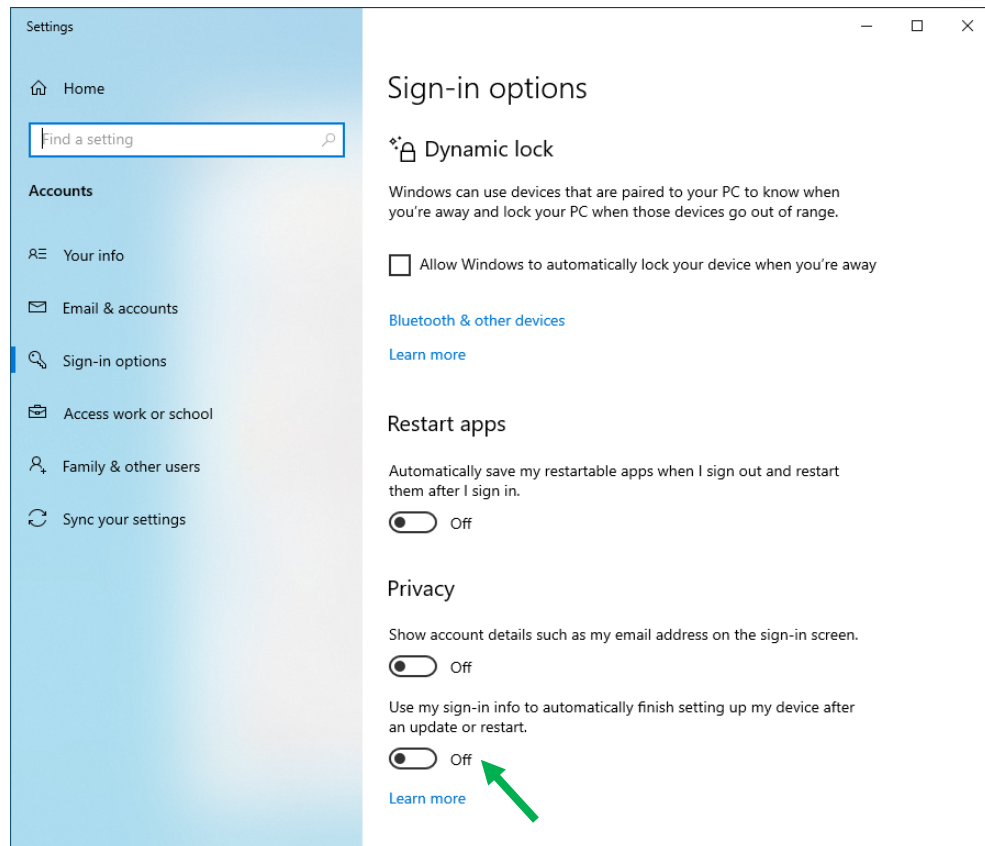 Settings
Home
Find a setting
Accounts
Your info
Email & accounts
Sign-in options
Access work or school
Family & other users
Sync your settings
Sign-in options
Dynamic lock
Windows can use devices that are paired to your PC to know when
you're away and lock your PC when those devices go out of range.
Allow Windows to automatically lock your device when you're away
Bluetooth & other devices
Learn more
Restart apps
Automatically save my restartable apps when I sign out and restart
them after I sign in.
Off
Privacy
Show account details such as my email address on the sign-in screen.
Off
Use my sign-in info to automatically finish setting up my device after
an update or restart.
Off
Learn more